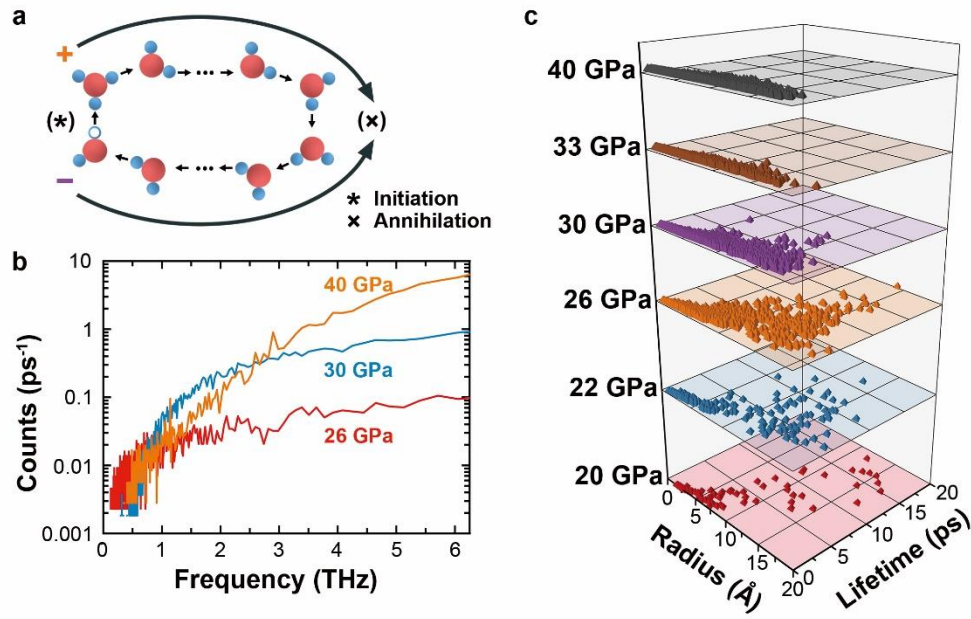 a
+
(*)
−
•••
•••
(×)
* Initiation
× Annihilation
b
Counts (ps⁻¹)
10
1
0.1
0.01
0.001
40 GPa
30 GPa
26 GPa
0 1 2 3 4 5 6
Frequency (THz)
c
40 GPa
33 GPa
30 GPa
26 GPa
22 GPa
20 GPa
0 5 10 15 20
Radius (Å)
0 5 10 15 20
Lifetime (ps)